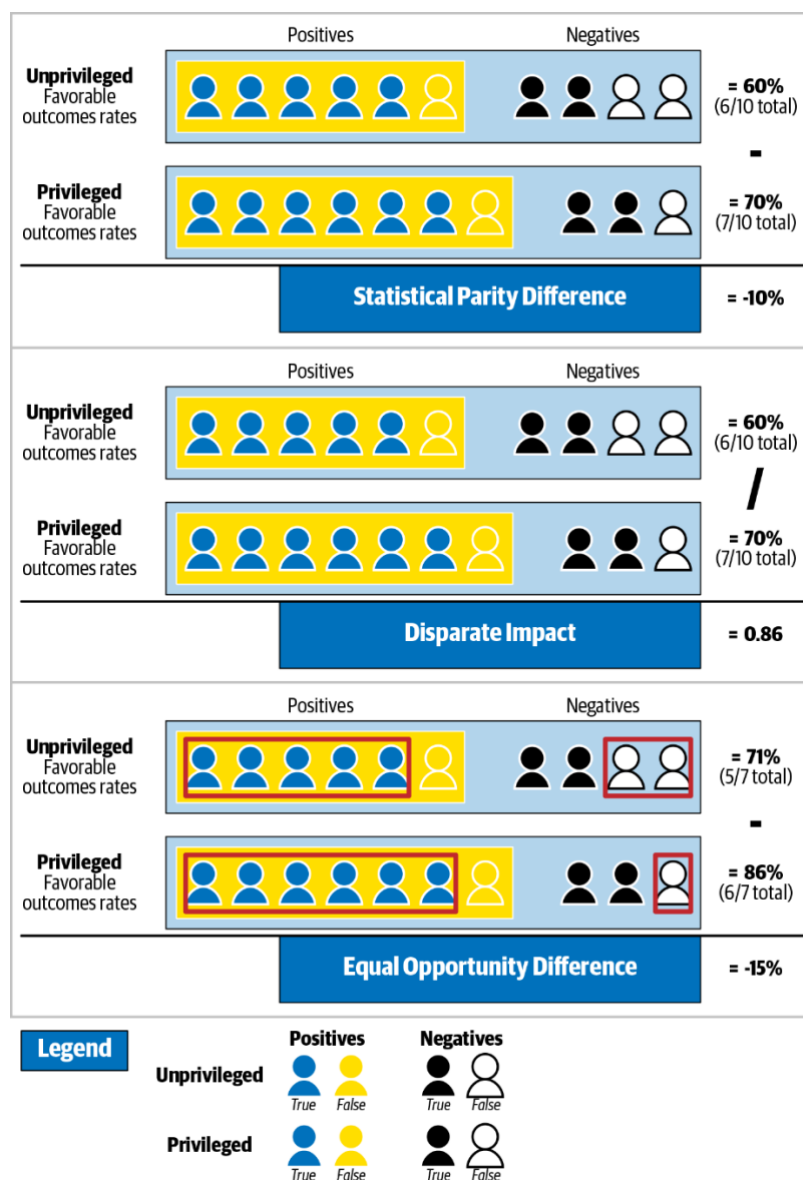 Positives Negatives
Unprivileged
Favorable
outcomes rates
= 60%
(6/10 total)
-
Privileged
Favorable
outcomes rates
= 70%
(7/10 total)
Statistical Parity Difference = -10%
Positives Negatives
Unprivileged
Favorable
outcomes rates
= 60%
(6/10 total)
/
Privileged
Favorable
outcomes rates
= 70%
(7/10 total)
Disparate Impact = 0.86
Positives Negatives
Unprivileged
Favorable
outcomes rates
= 71%
(5/7 total)
-
Privileged
Favorable
outcomes rates
= 86%
(6/7 total)
Equal Opportunity Difference = -15%
Legend
Positives Negatives
Unprivileged
True False True False
Privileged
True False True False